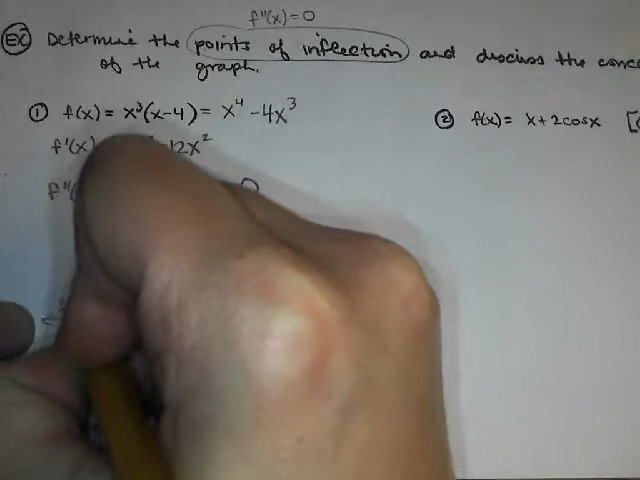 f''(x) = 0
Ex Determine the points of inflection and discuss the
of the graph.
① f(x) = x³(x-4) = x⁴ - 4x³
② f(x) = x + 2cosx [
f'(x) 12x²
f''( 0